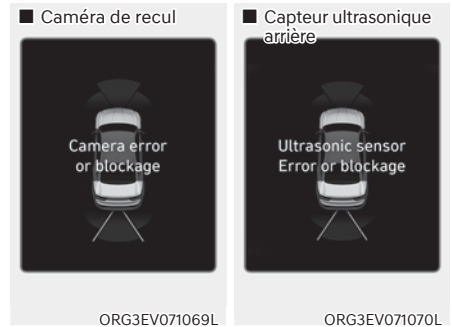 ■ Caméra de recul
Camera error
or blockage
ORG3EV071069L
■ Capteur ultrasonique
arrière
Ultrasonic sensor
Error or blockage
ORG3EV071070L